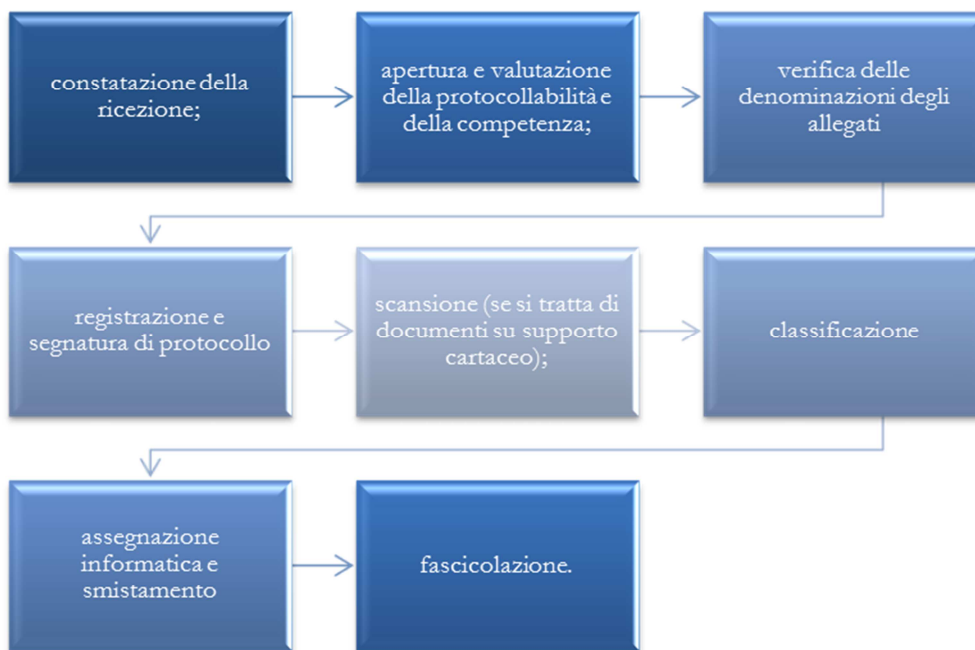 constatazione della
ricezione;
apertura e valutazione
della protocollabilità e
della competenza;
verifica delle
denominazioni degli
allegati
registrazione e
segnatura di protocollo
scansione (se si tratta di
documenti su supporto
cartaceo);
classificazione
assegnazione
informatica e
smistamento
fascicolazione.